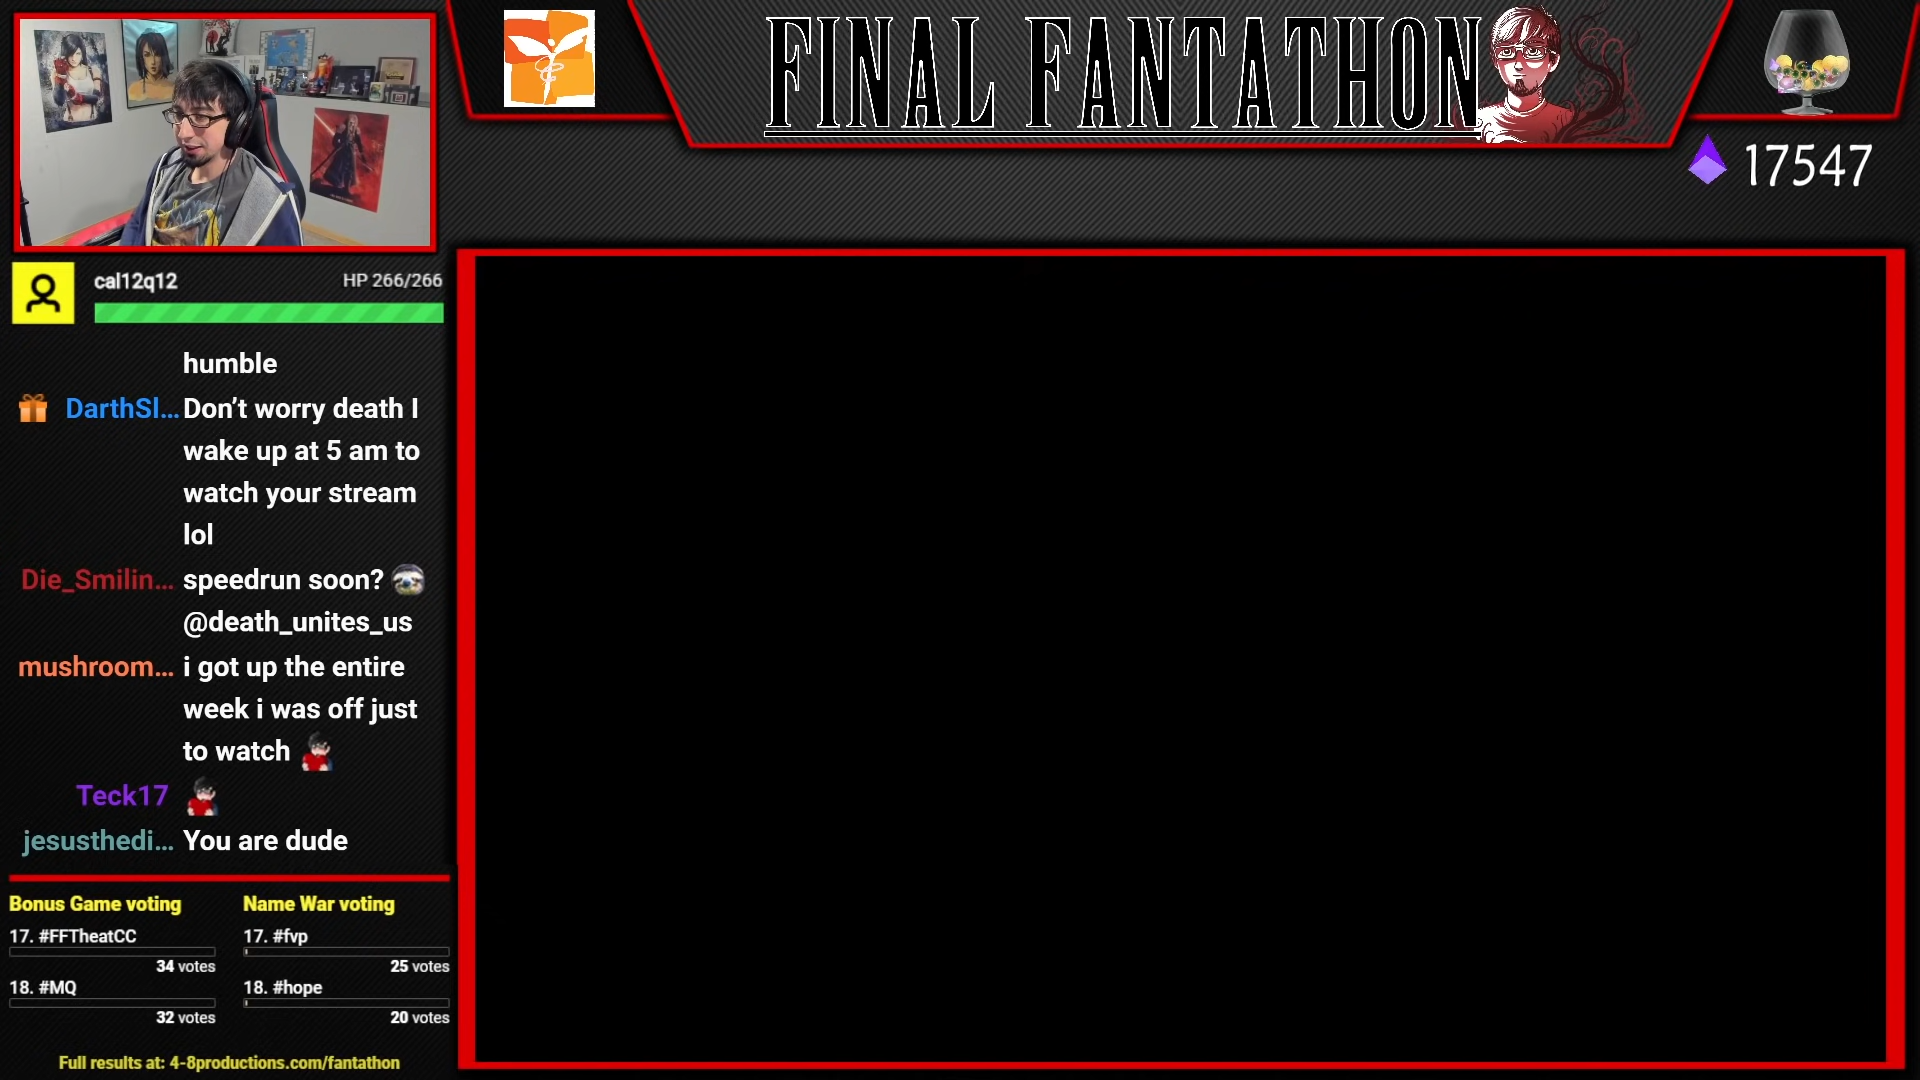 FINAL FANTATHON
17547
cal12q12 HP 266/266
humble
DarthSl… Don’t worry death I
wake up at 5 am to
watch your stream
lol
Die_Smilin… speedrun soon?
@death_unites_us
mushroom… i got up the entire
week i was off just
to watch
Teck17
jesusthedi… You are dude
Bonus Game voting
17. #FFTheatCC
34 votes
18. #MQ
32 votes
Name War voting
17. #fvp
25 votes
18. #hope
20 votes
Full results at: 4-8productions.com/fantathon